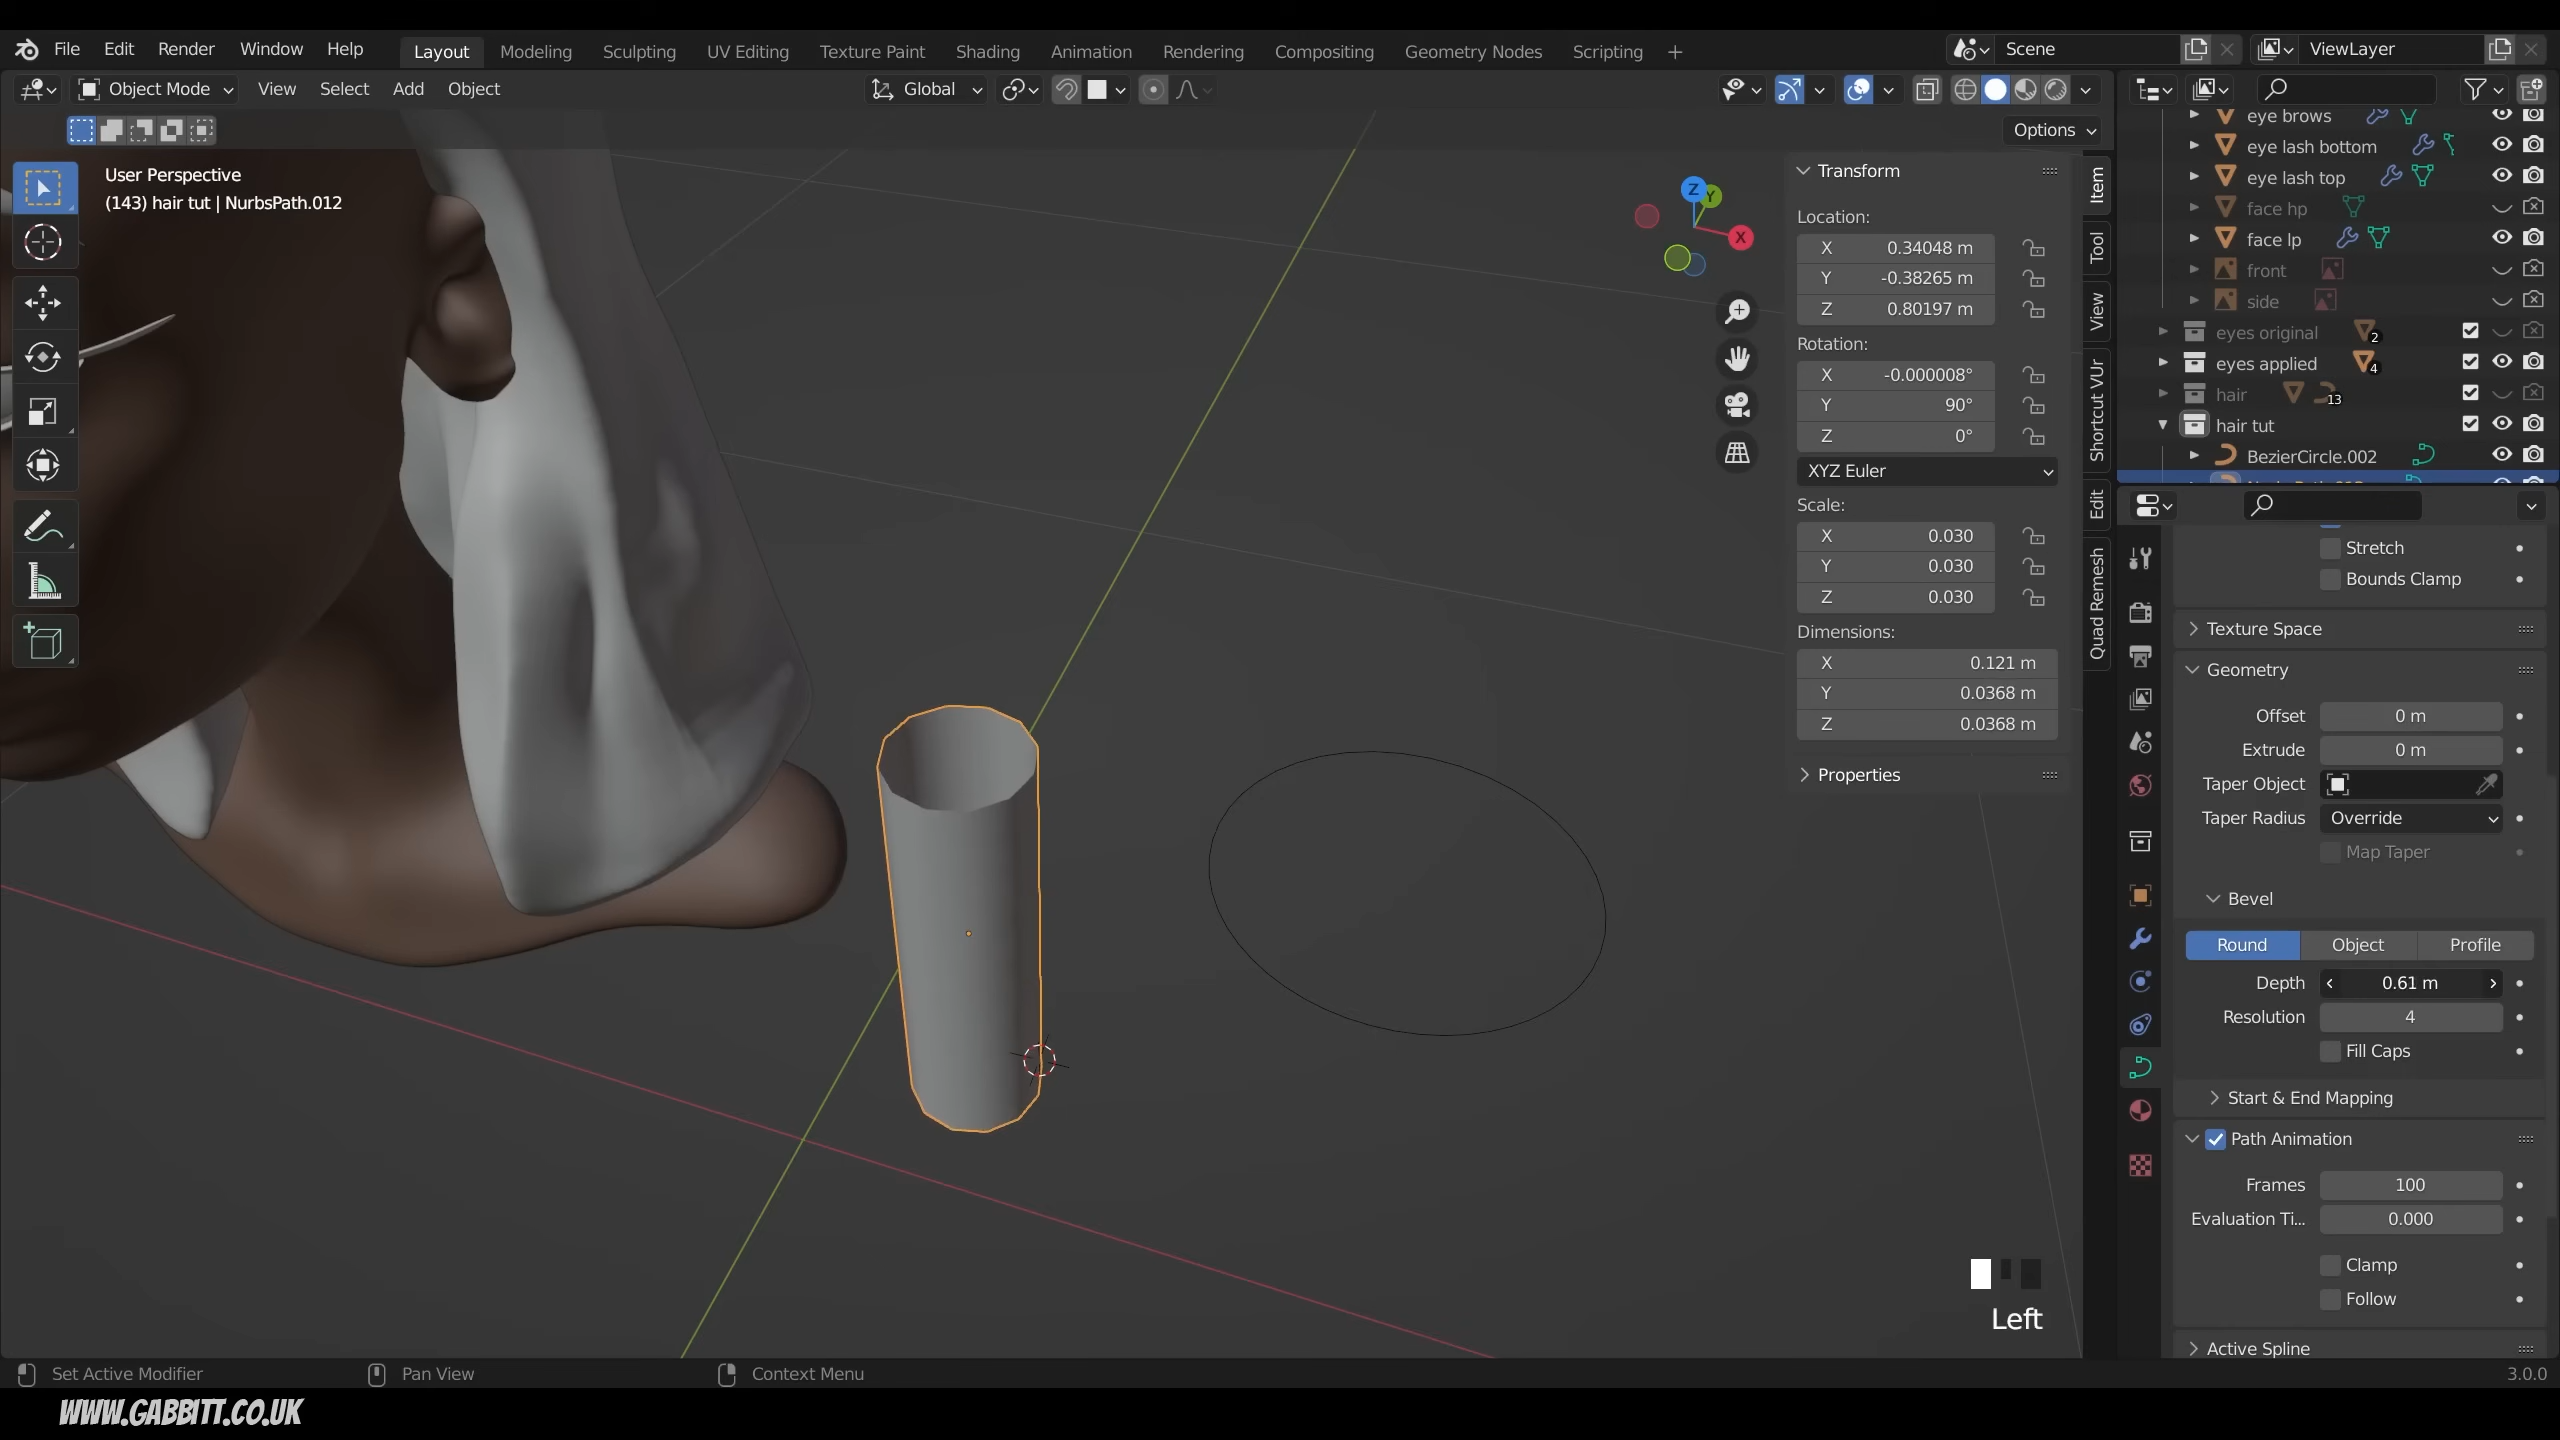 File Edit Render Window Help Layout Modeling Sculpting UV Editing Texture Paint Shading Animation Rendering Compositing Geometry Nodes Scripting + Scene ViewLayer
Object Mode View Select Add Object Global
Options
User Perspective
(143) hair tut | NurbsPath.012
Z
Y
X
Transform
Location:
X 0.34048 m
Y -0.38265 m
Z 0.80197 m
Rotation:
X -0.000008°
Y 90°
Z 0°
XYZ Euler
Scale:
X 0.030
Y 0.030
Z 0.030
Dimensions:
X 0.121 m
Y 0.0368 m
Z 0.0368 m
Properties
Item
Tool
View
Shortcut VUr
Edit
Quad Remesh
eye brows
eye lash bottom
eye lash top
face hp
face lp
front
side
eyes original 2
eyes applied 4
hair 13
hair tut
BezierCircle.002
Stretch
Bounds Clamp
Texture Space
Geometry
Offset 0 m
Extrude 0 m
Taper Object
Taper Radius Override
Map Taper
Bevel
Round Object Profile
Depth 0.61 m
Resolution 4
Fill Caps
Start & End Mapping
Path Animation
Frames 100
Evaluation Ti... 0.000
Clamp
Follow
Active Spline
Left
Set Active Modifier Pan View Context Menu 3.0.0
WWW.GABBITT.CO.UK